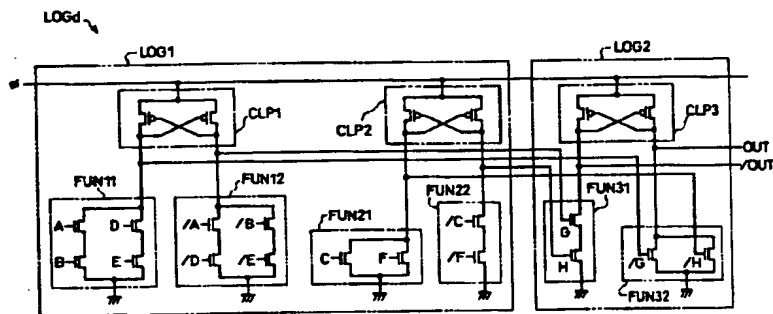 LOGd
LOG1
LOG2
CLP1
CLP2
CLP3
OUT
/OUT
FUN11
FUN12
FUN21
FUN22
FUN31
A
D
B
E
/A
/B
/D
/E
C
F
/C
/F
G
H
/G
/H
FUN32